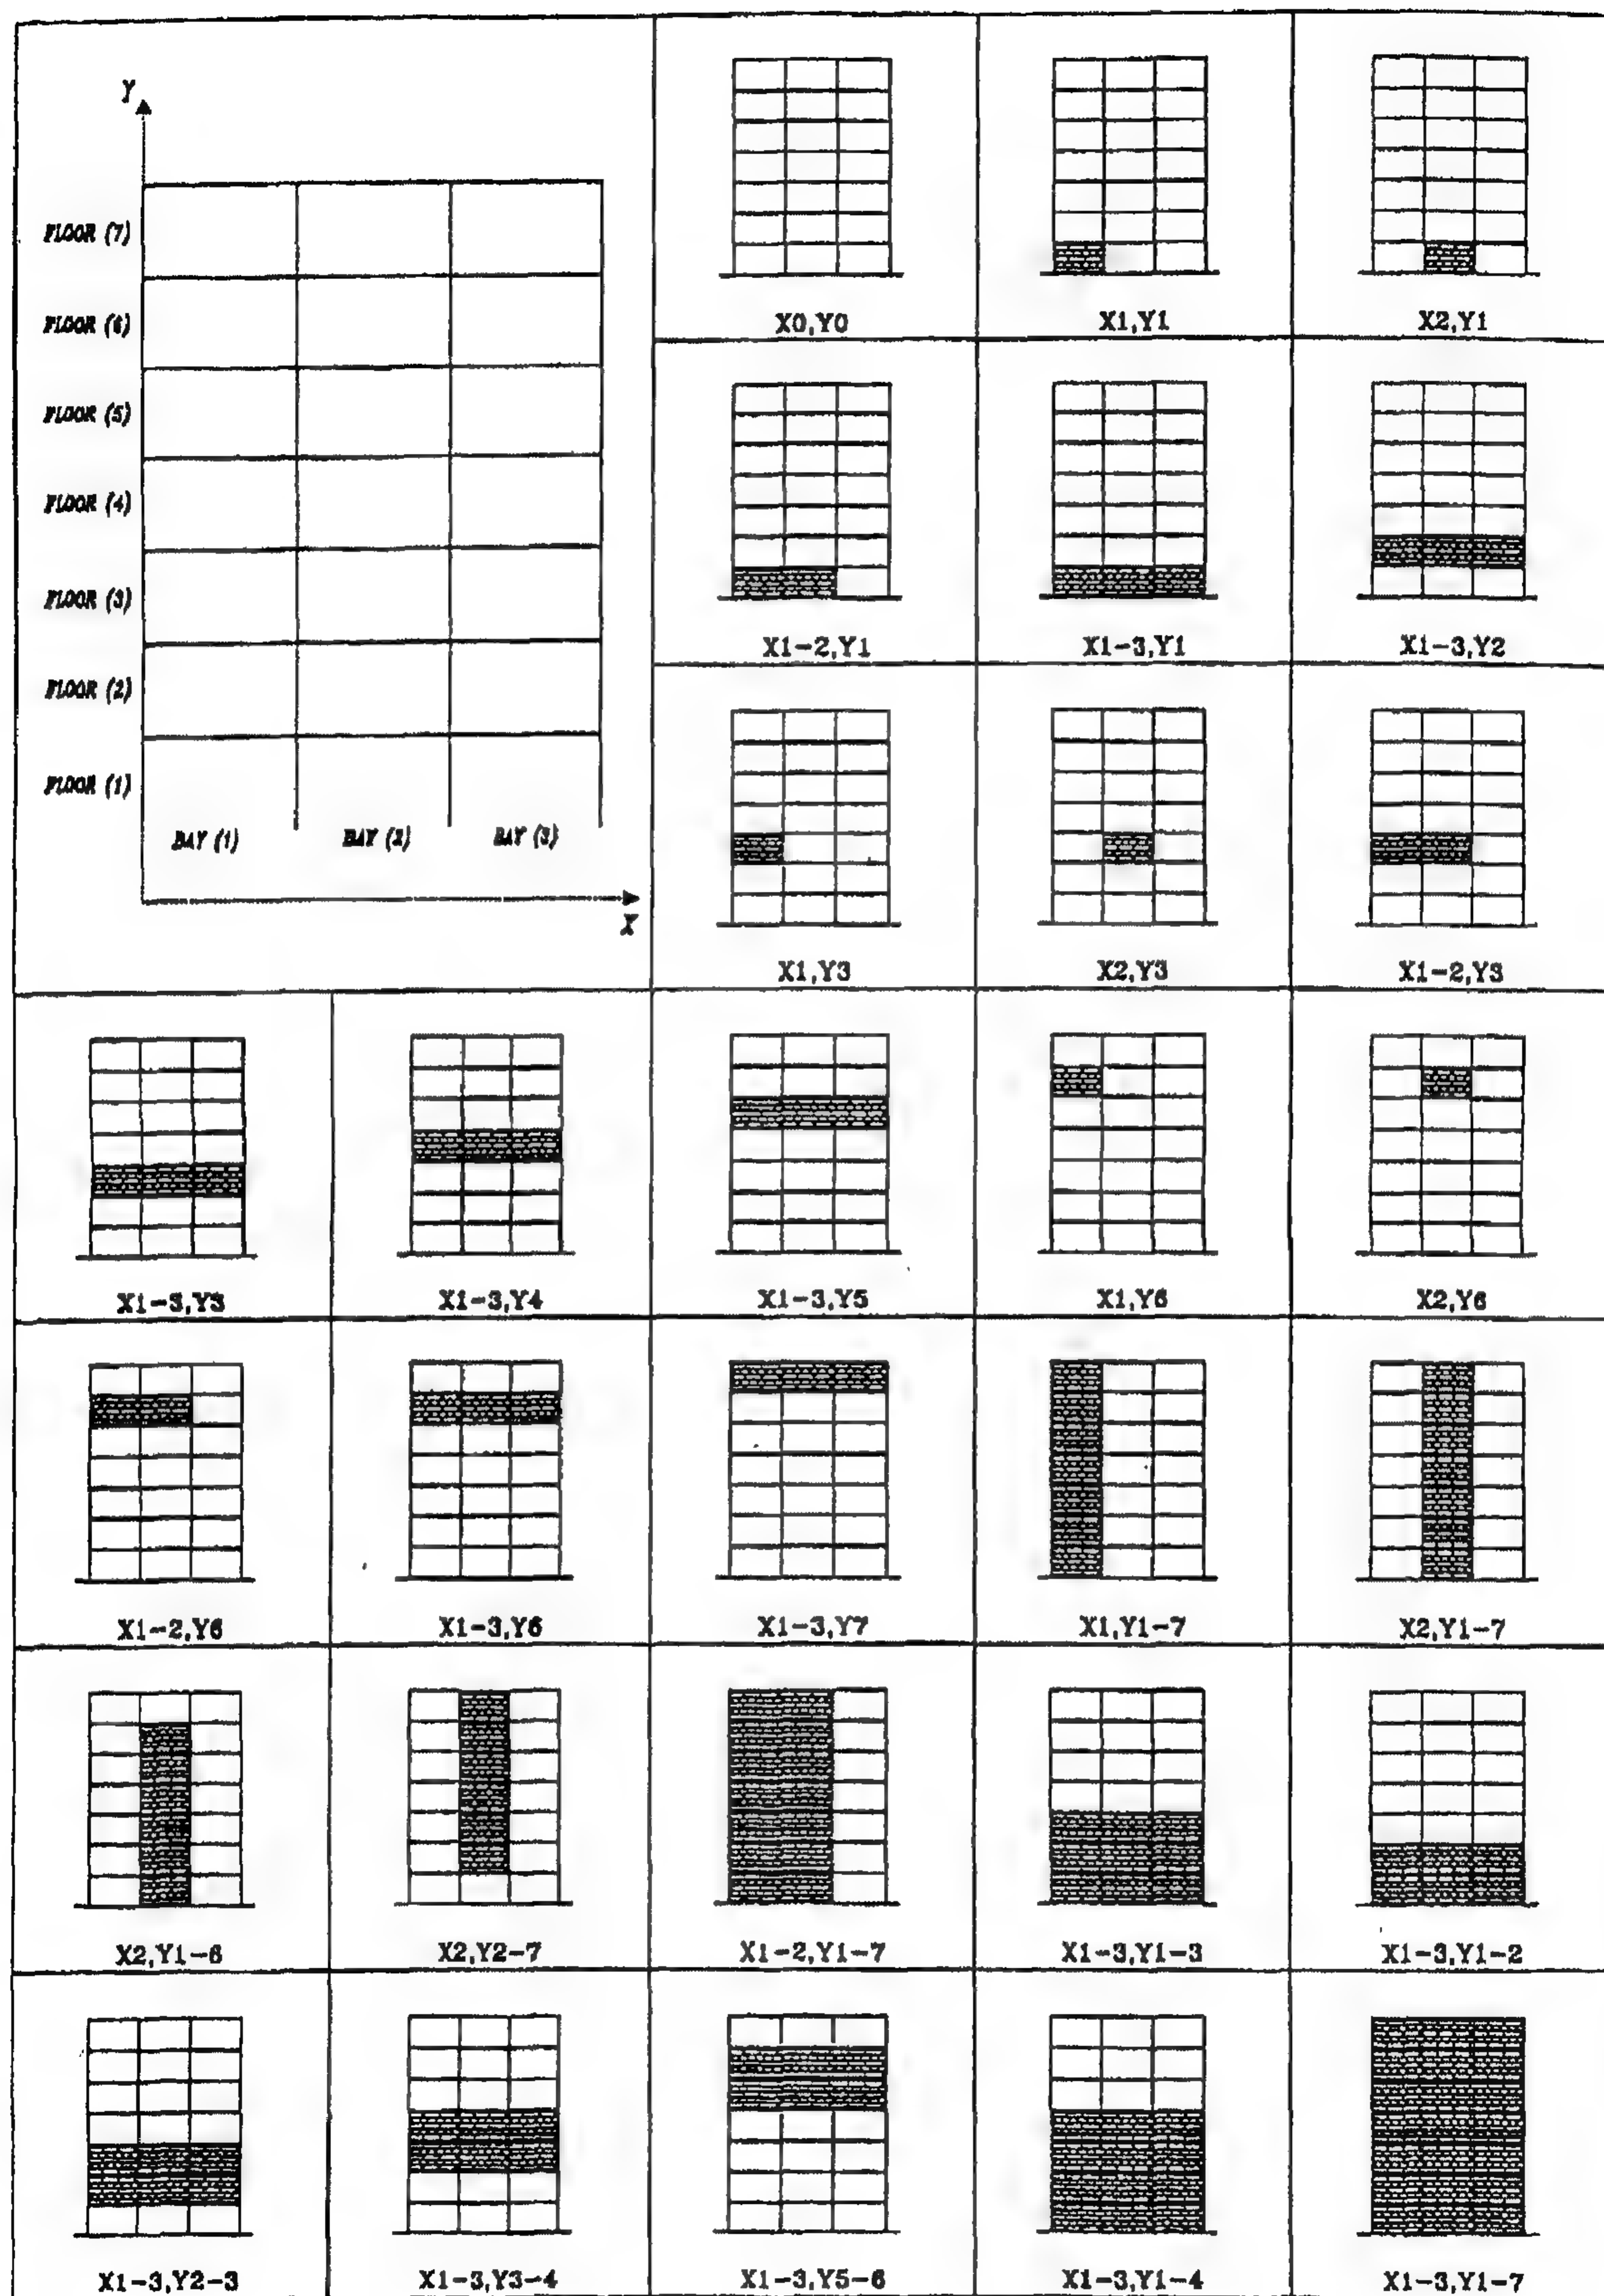 Y
FLOOR (7)
FLOOR (6)
FLOOR (5)
FLOOR (4)
FLOOR (3)
FLOOR (2)
FLOOR (1)
BAY (1) BAY (2) BAY (3)
X
X0,Y0 X1,Y1 X2,Y1
X1-2,Y1 X1-3,Y1 X1-3,Y2
X1,Y3 X2,Y3 X1-2,Y3
X1-3,Y3 X1-3,Y4 X1-3,Y5 X1,Y6 X2,Y6
X1-2,Y6 X1-3,Y6 X1-3,Y7 X1,Y1-7 X2,Y1-7
X2,Y1-6 X2,Y2-7 X1-2,Y1-7 X1-3,Y1-3 X1-3,Y1-2
X1-3,Y2-3 X1-3,Y3-4 X1-3,Y5-6 X1-3,Y1-4 X1-3,Y1-7